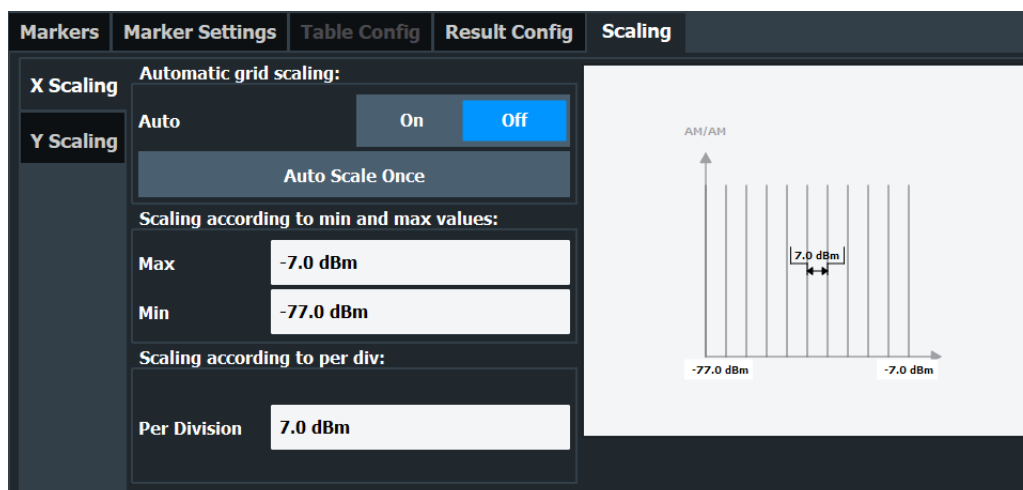 Markers Marker Settings Table Config Result Config Scaling
X Scaling
Y Scaling
Automatic grid scaling:
Auto On Off
Auto Scale Once
Scaling according to min and max values:
Max -7.0 dBm
Min -77.0 dBm
Scaling according to per div:
Per Division 7.0 dBm
AM/AM
7.0 dBm
-77.0 dBm -7.0 dBm